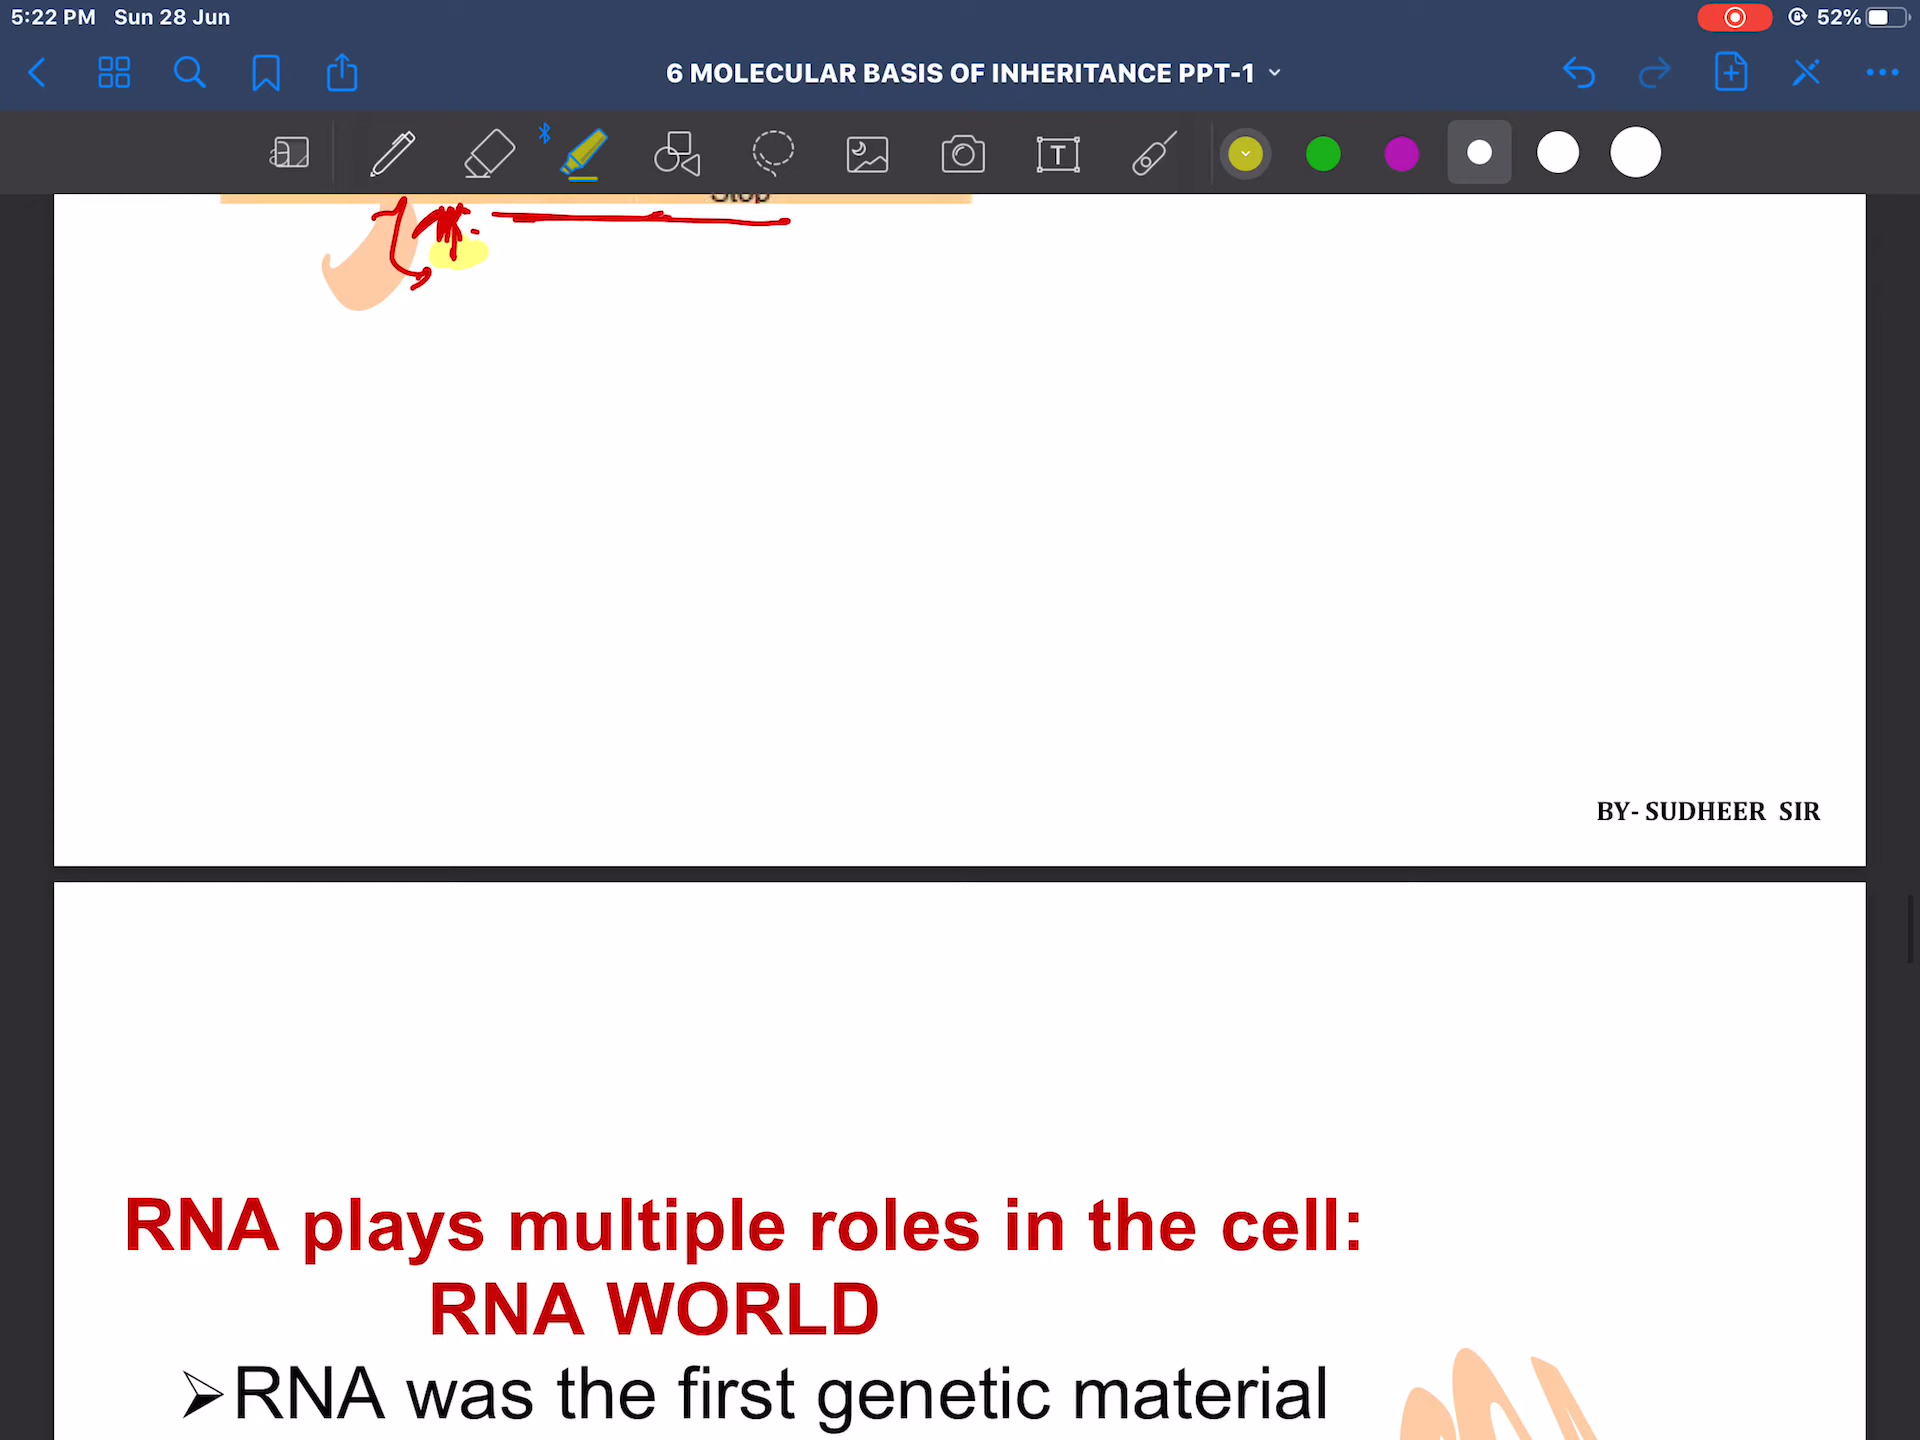 5:22 PM Sun 28 Jun
52%
6 MOLECULAR BASIS OF INHERITANCE PPT-1
T
Stop
BY- SUDHEER SIR
RNA plays multiple roles in the cell:
RNA WORLD
➢RNA was the first genetic material